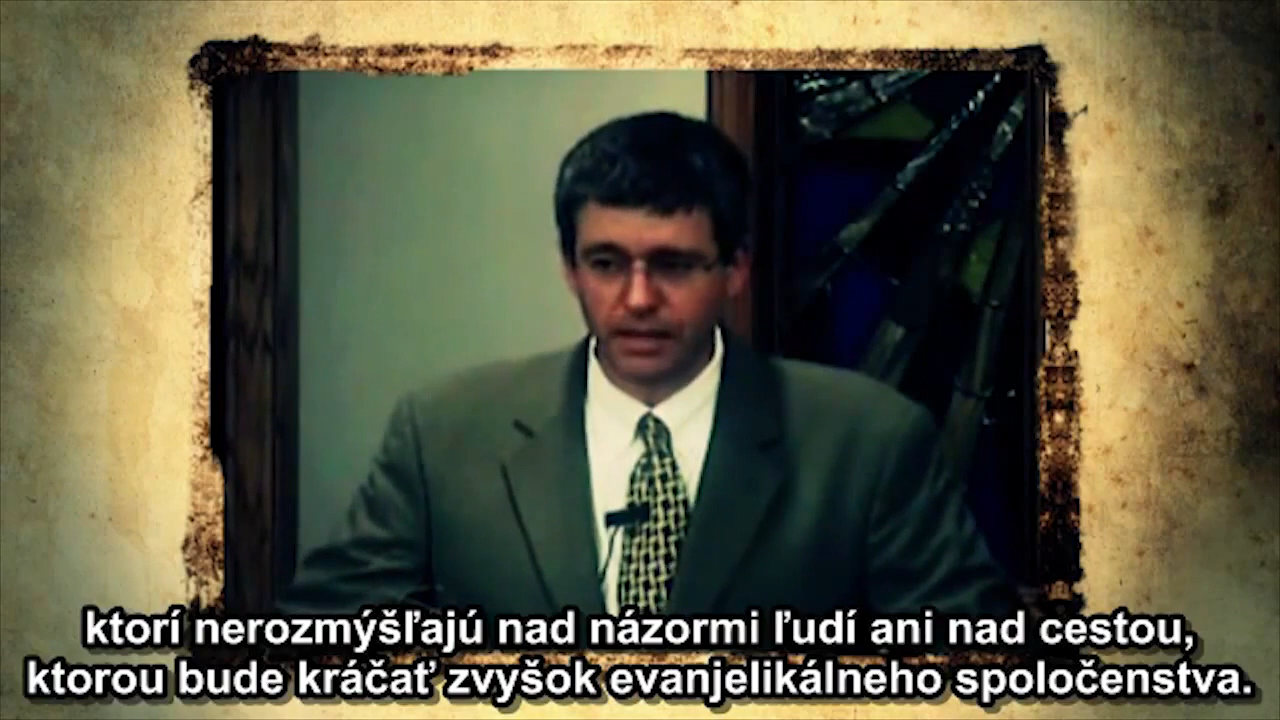 ktorí nerozmýšľajú nad názormi ľudí ani nad cestou,
ktorou bude kráčať zvyšok evanjelikálneho spoločenstva.